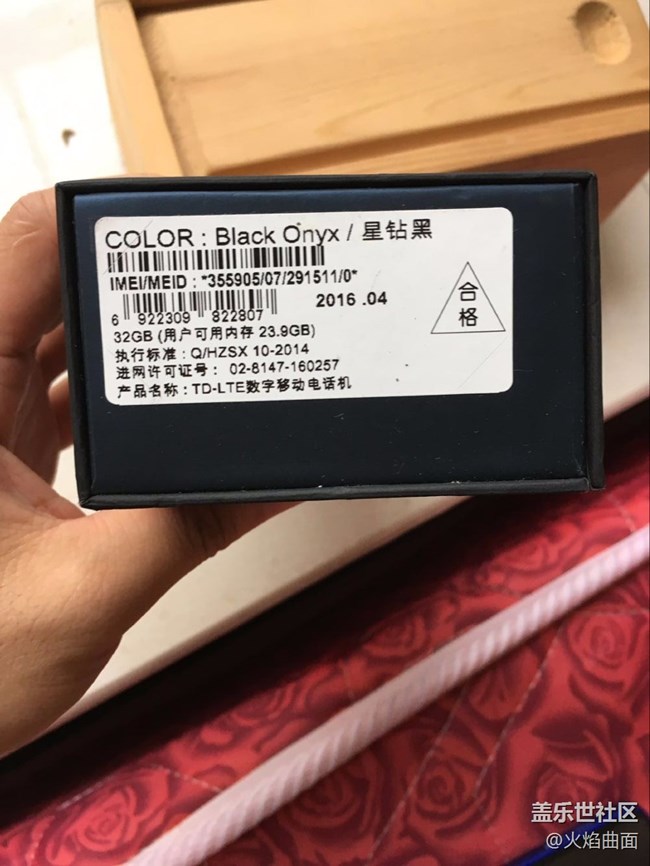 COLOR : Black Onyx / 星钻黑
IMEI/MEID : *355905/07/291511/0*
2016 .04
6 922309 822807
合格
32GB (用户可用内存 23.9GB)
执行标准 : Q/HZSX 10-2014
进网许可证号 : 02-8147-160257
产品名称 : TD-LTE数字移动电话机
盖乐世社区
@火焰曲面